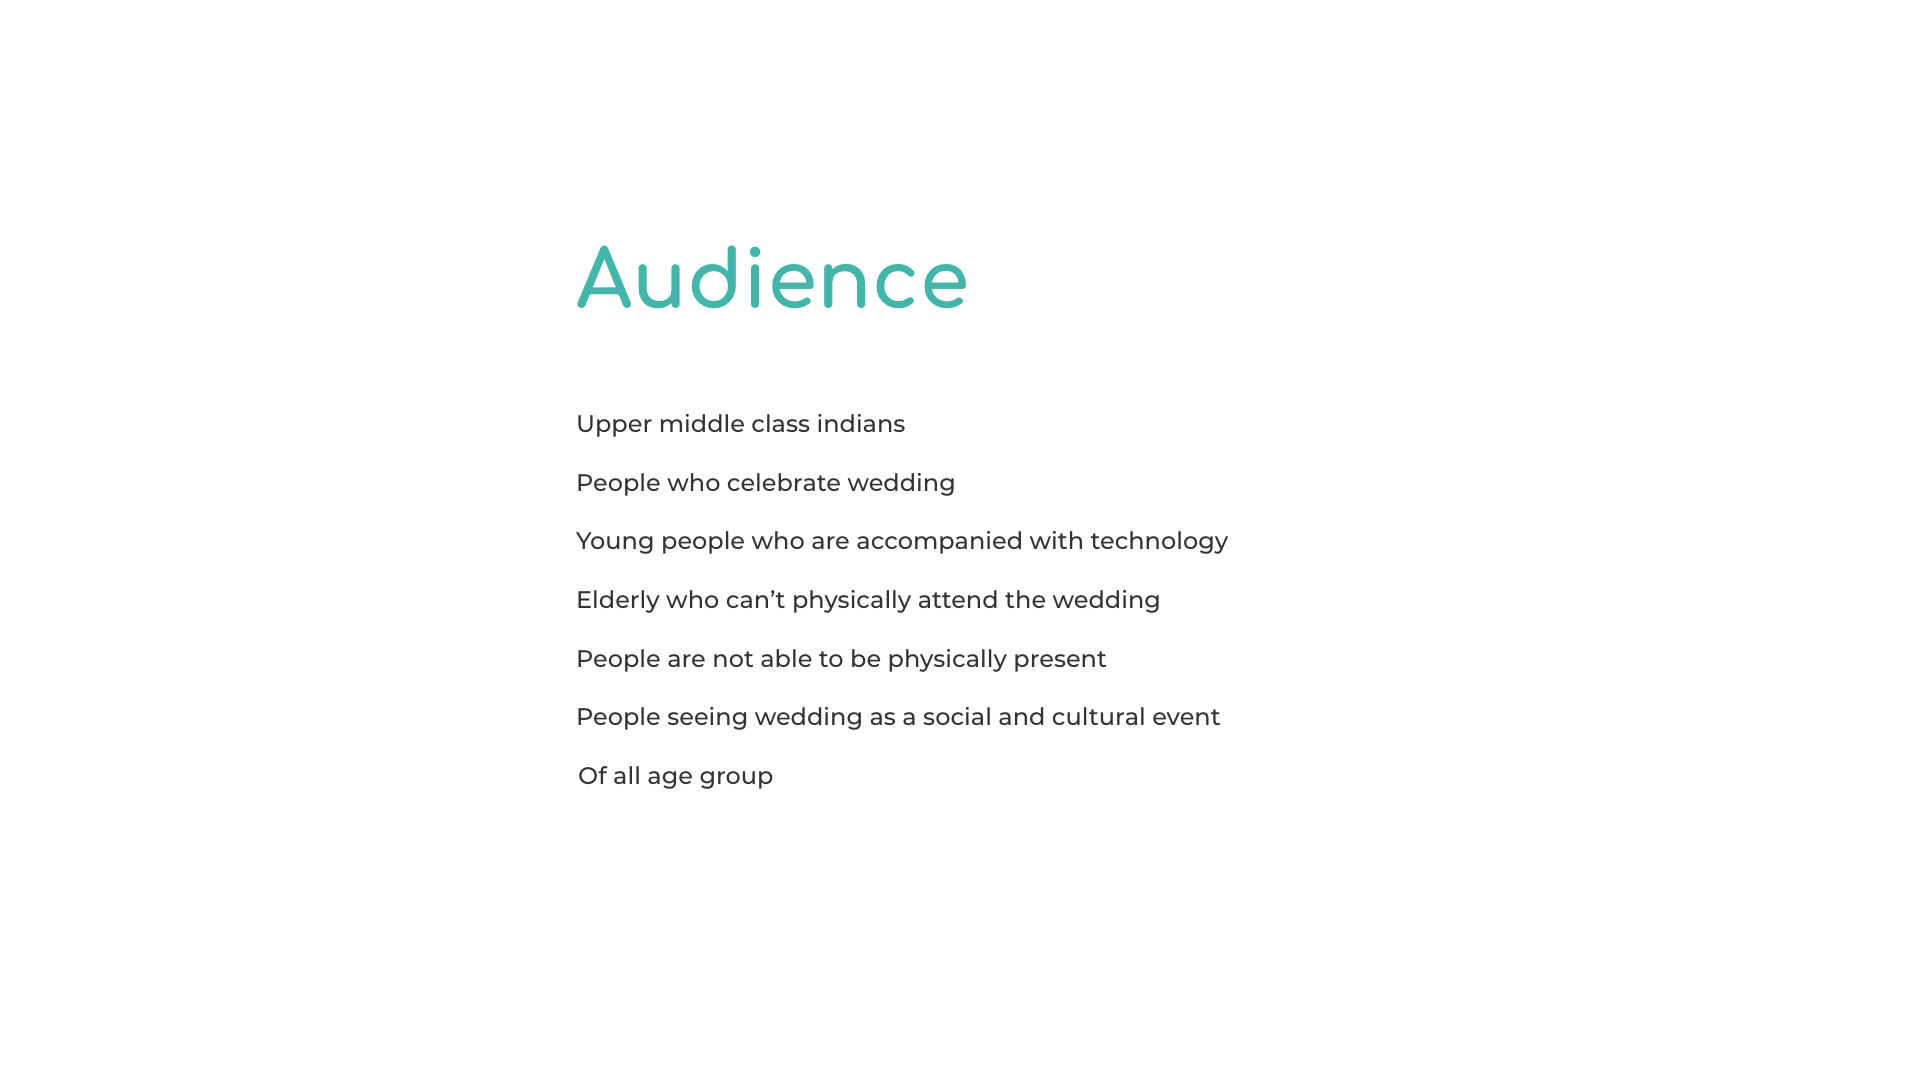 Audience
Upper middle class indians
People who celebrate wedding
Young people who are accompanied with technology
Elderly who can’t physically attend the wedding
People are not able to be physically present
People seeing wedding as a social and cultural event
Of all age group